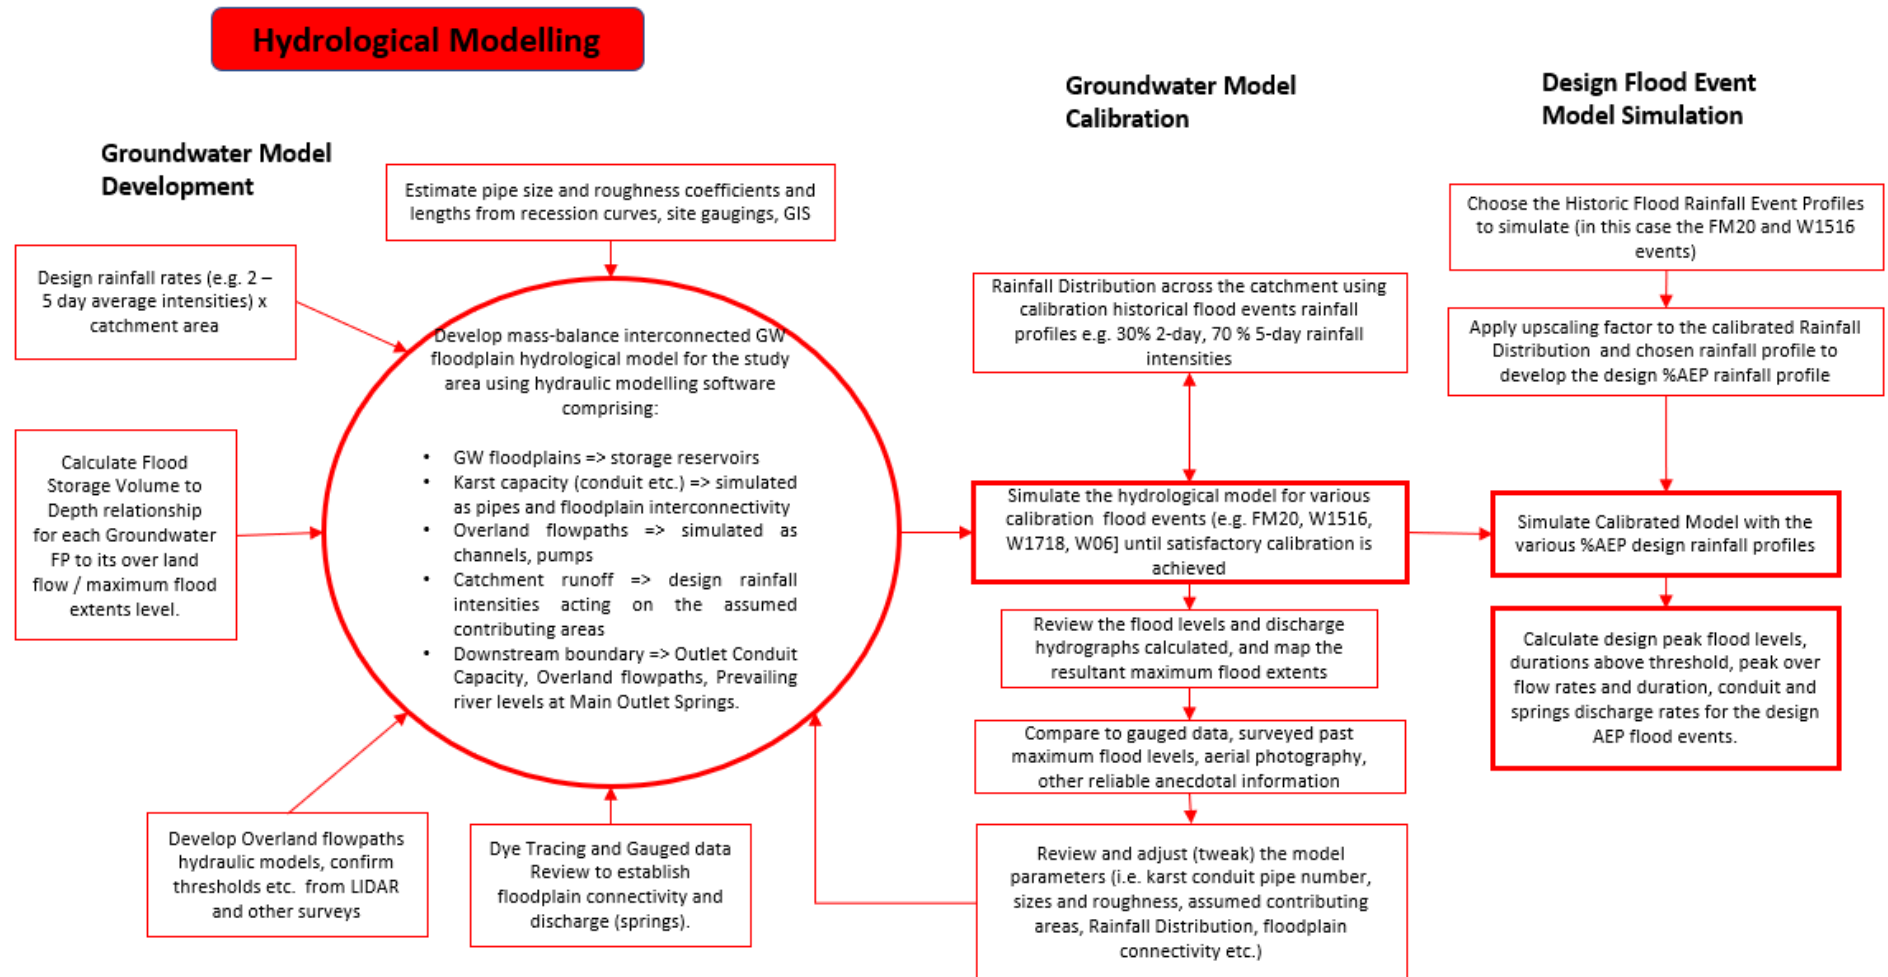 Hydrological Modelling
Groundwater Model
Development
Estimate pipe size and roughness coefficients and
lengths from recession curves, site gaugings, GIS
Design rainfall rates (e.g. 2 –
5 day average intensities) x
catchment area
Calculate Flood
Storage Volume to
Depth relationship
for each Groundwater
FP to its over land
flow / maximum flood
extents level.
Develop mass-balance interconnected GW
floodplain hydrological model for the study
area using hydraulic modelling software
comprising:
• GW floodplains => storage reservoirs
• Karst capacity (conduit etc.) => simulated
as pipes and floodplain interconnectivity
• Overland flowpaths => simulated as
channels, pumps
• Catchment runoff => design rainfall
intensities acting on the assumed
contributing areas
• Downstream boundary => Outlet Conduit
Capacity, Overland flowpaths, Prevailing
river levels at Main Outlet Springs.
Develop Overland flowpaths
hydraulic models, confirm
thresholds etc. from LIDAR
and other surveys
Dye Tracing and Gauged data
Review to establish
floodplain connectivity and
discharge (springs).
Groundwater Model
Calibration
Rainfall Distribution across the catchment using
calibration historical flood events rainfall
profiles e.g. 30% 2-day, 70 % 5-day rainfall
intensities
Simulate the hydrological model for various
calibration flood events (e.g. FM20, W1516,
W1718, W06] until satisfactory calibration is
achieved
Review the flood levels and discharge
hydrographs calculated, and map the
resultant maximum flood extents
Compare to gauged data, surveyed past
maximum flood levels, aerial photography,
other reliable anecdotal information
Review and adjust (tweak) the model
parameters (i.e. karst conduit pipe number,
sizes and roughness, assumed contributing
areas, Rainfall Distribution, floodplain
connectivity etc.)
Design Flood Event
Model Simulation
Choose the Historic Flood Rainfall Event Profiles
to simulate (in this case the FM20 and W1516
events)
Apply upscaling factor to the calibrated Rainfall
Distribution and chosen rainfall profile to
develop the design %AEP rainfall profile
Simulate Calibrated Model with the
various %AEP design rainfall profiles
Calculate design peak flood levels,
durations above threshold, peak over
flow rates and duration, conduit and
springs discharge rates for the design
AEP flood events.